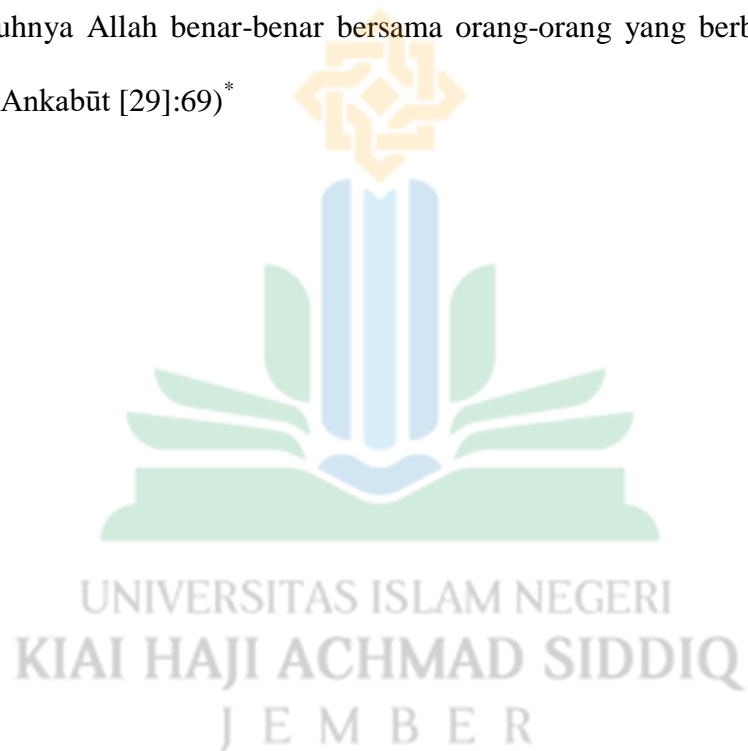 uhnya Allah benar-benar bersama orang-orang yang berb
Ankabūt [29]:69)*
UNIVERSITAS ISLAM NEGERI
KIAI HAJI ACHMAD SIDDIQ
JEMBER